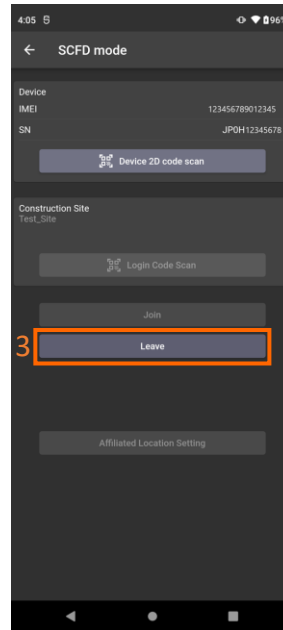 4:05 96%
SCFD mode
Device
IMEI 123456789012345
SN JP0H12345678
Device 2D code scan
Construction Site
Test_Site
Login Code Scan
Join
3 Leave
Affiliated Location Setting